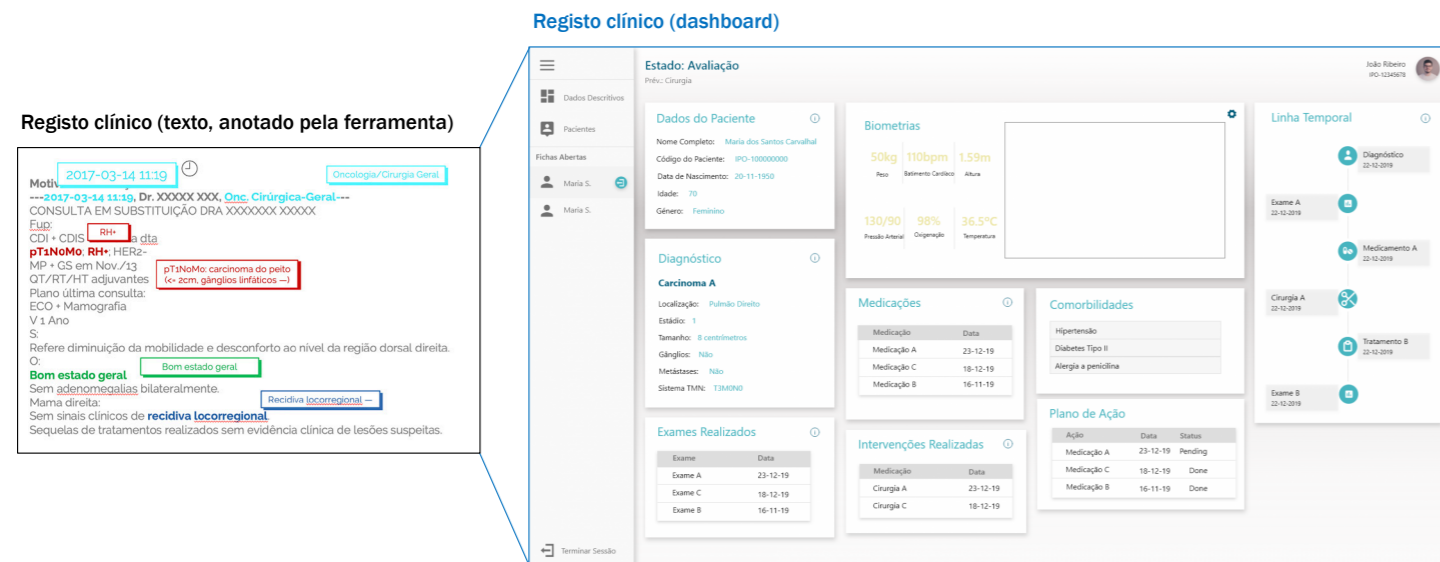 Registo clínico (dashboard)
Registo clínico (texto, anotado pela ferramenta)
2017-03-14 11:19
Oncologia/Cirurgia Geral
Motiv
---2017-03-14 11:19, Dr. XXXXX XXX, Onc. Cirúrgica-Geral---
CONSULTA EM SUBSTITUIÇÃO DRA XXXXXXX XXXXX
Fup:
RH+
CDI + CDIS a dta
pT1N0M0; RH+; HER2-
MP + GS em Nov./13
pT1NoMo: carcinoma do peito
(<= 2cm, gânglios linfáticos —)
QT/RT/HT adjuvantes
Plano última consulta:
ECO + Mamografia
V 1 Ano
S:
Refere diminuição da mobilidade e desconforto ao nível da região dorsal direita.
O:
Bom estado geral
Bom estado geral
Sem adenomegalias bilateralmente.
Mama direita:
Recidiva locorregional —
Sem sinais clínicos de recidiva locorregional.
Sequelas de tratamentos realizados sem evidência clínica de lesões suspeitas.
Dados Descritivos
Pacientes
Fichas Abertas
Maria S.
Maria S.
Terminar Sessão
Estado: Avaliação
Prév.: Cirurgia
João Ribeiro
IPO-12345678
Dados do Paciente
Nome Completo: Maria dos Santos Carvalhal
Código do Paciente: IPO-100000000
Data de Nascimento: 20-11-1950
Idade: 70
Género: Feminino
Diagnóstico
Carcinoma A
Localização: Pulmão Direito
Estádio: 1
Tamanho: 8 centrímetros
Gânglios: Não
Metástases: Não
Sistema TMN: T3M0N0
Exames Realizados
Exame Data
Exame A 23-12-19
Exame C 18-12-19
Exame B 16-11-19
Biometrias
50kg 110bpm 1.59m
Peso Batimento Cardíaco Altura
130/90 98% 36.5ºC
Pressão Arterial Oxigenação Temperatura
Medicações
Medicação Data
Medicação A 23-12-19
Medicação C 18-12-19
Medicação B 16-11-19
Intervenções Realizadas
Medicação Data
Cirurgia A 23-12-19
Cirurgia C 18-12-19
Comorbilidades
Hipertensão
Diabetes Tipo II
Alergia a penicilina
Plano de Ação
Ação Data Status
Medicação A 23-12-19 Pending
Medicação C 18-12-19 Done
Medicação B 16-11-19 Done
Linha Temporal
Diagnóstico
22-12-2019
Exame A
22-12-2019
Medicamento A
22-12-2019
Cirurgia A
22-12-2019
Tratamento B
22-12-2019
Exame B
22-12-2019